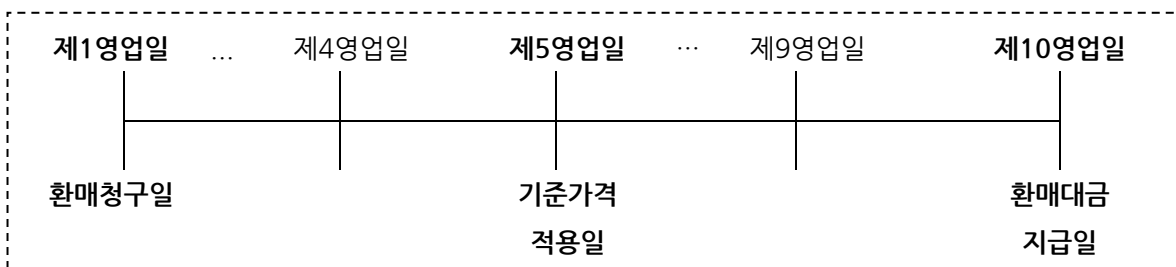 제1영업일 … 제4영업일 제5영업일 … 제9영업일 제10영업일
환매청구일 기준가격 환매대금
적용일 지급일